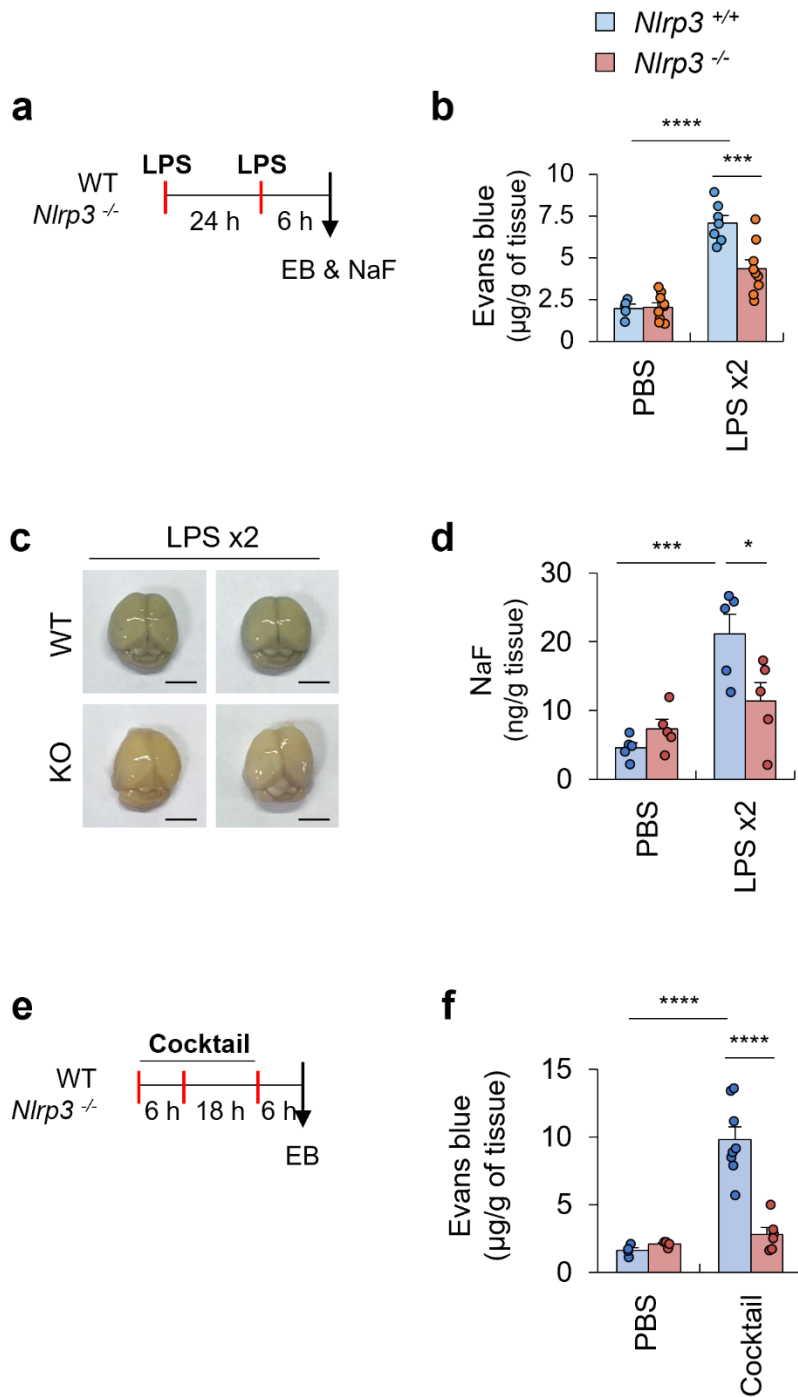 Nlrp3 +/+
Nlrp3 -/-
a
WT
Nlrp3 -/-
LPS LPS
24 h 6 h
EB & NaF
b
**** 
***
Evans blue
(µg/g of tissue)
10
7.5
5
2.5
0
PBS
LPS x2
c
LPS x2
WT
KO
d
***
*
NaF
(ng/g tissue)
30
20
10
0
PBS
LPS x2
e
Cocktail
WT
Nlrp3 -/-
6 h 18 h 6 h
EB
f
****
****
Evans blue
(µg/g of tissue)
15
10
5
0
PBS
Cocktail